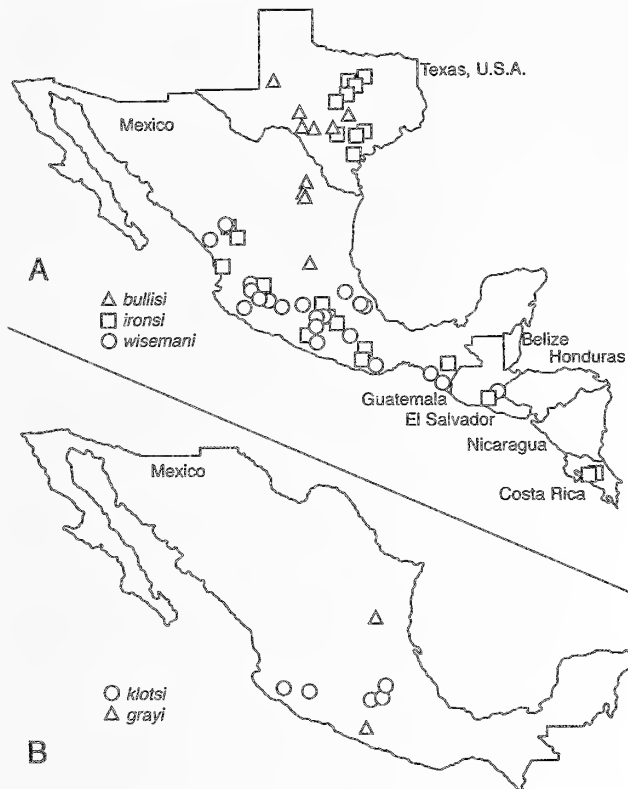 Texas, U.S.A.
Mexico
A
bullisi
ironsi
wisemani
Belize
Honduras
Guatemala
El Salvador
Nicaragua
Costa Rica
Mexico
klotsi
grayi
B